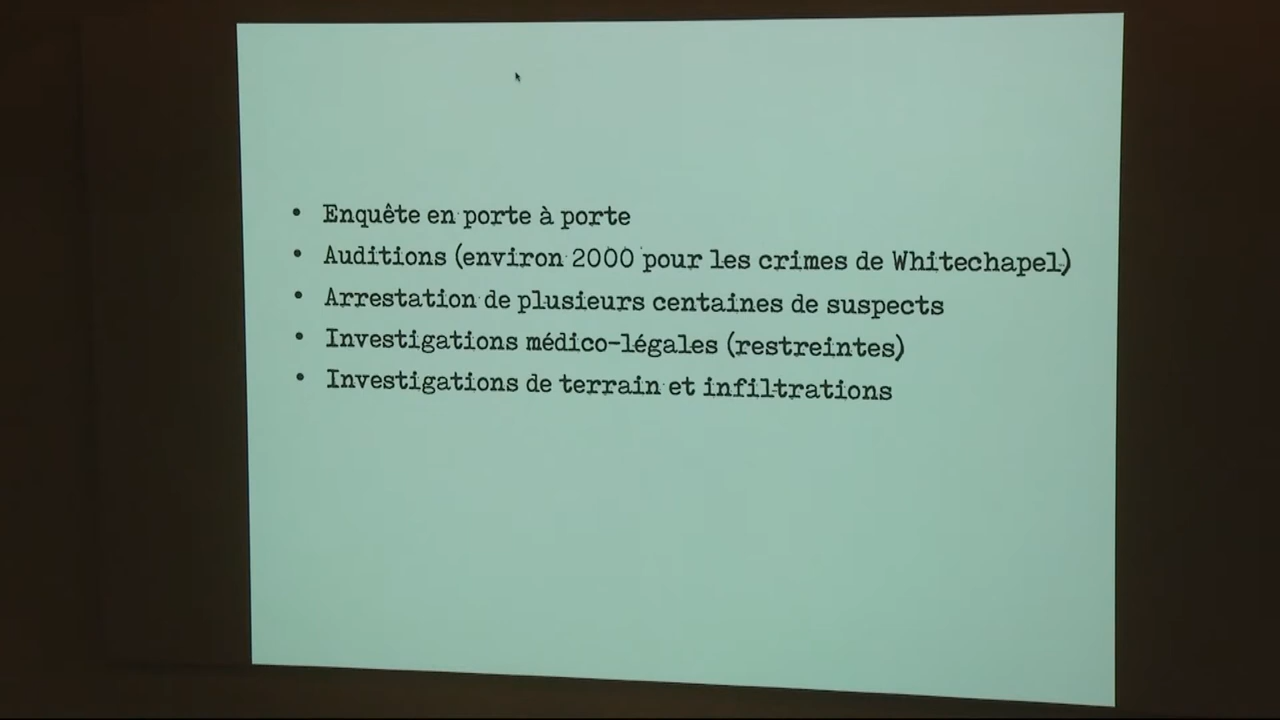 • Enquête en porte à porte
• Auditions (environ 2000 pour les crimes de Whitechapel)
• Arrestation de plusieurs centaines de suspects
• Investigations médico-légales (restreintes)
• Investigations de terrain et infiltrations